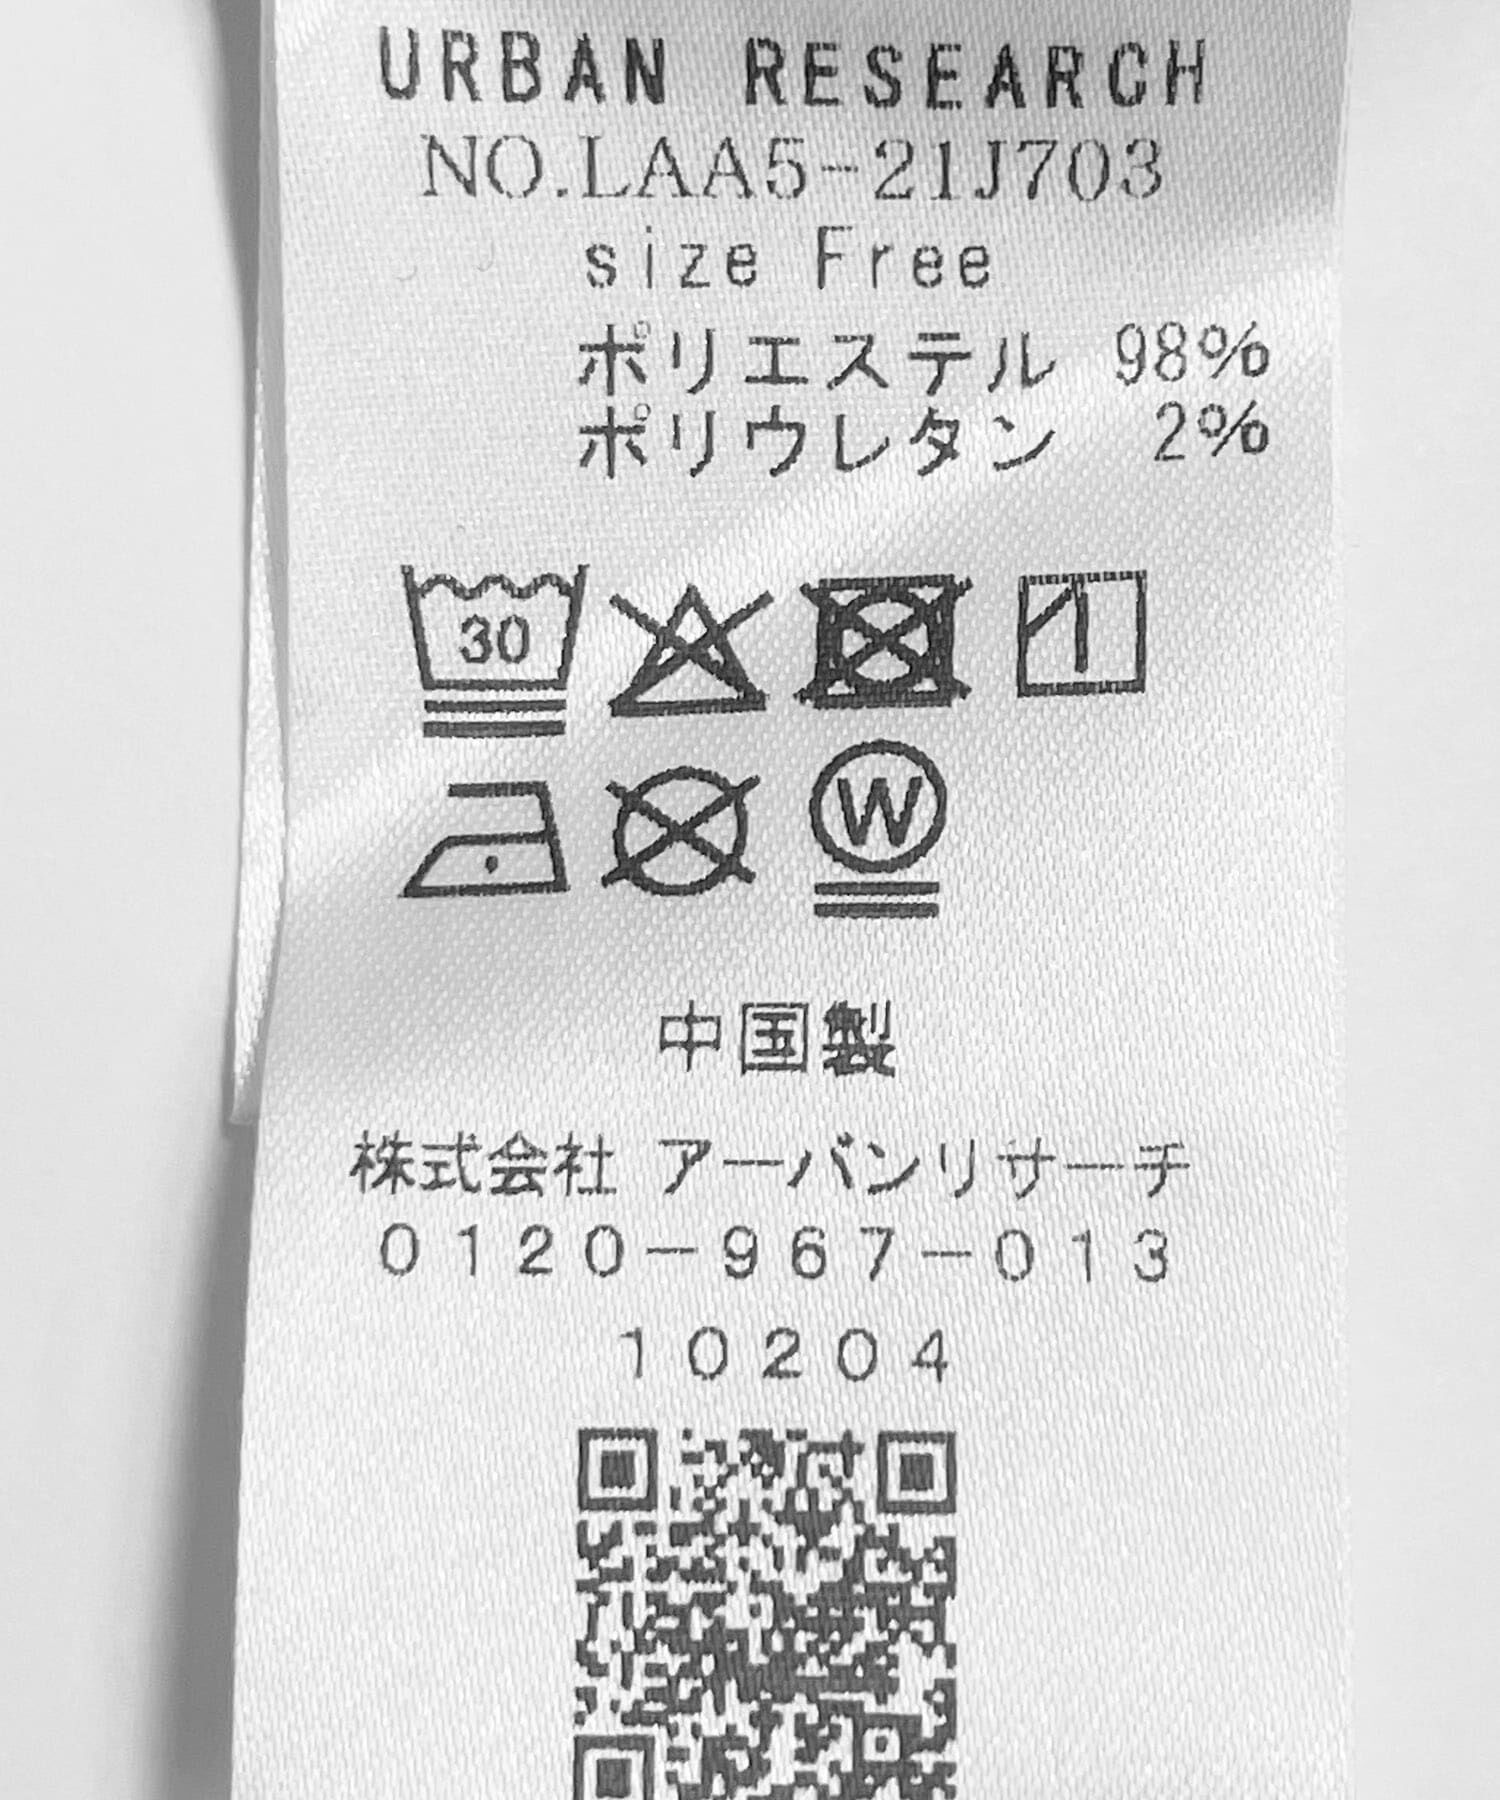 URBAN RESEARCH
NO.LAA5-21J703
size Free
ポリエステル 98%
ポリウレタン 2%
30
W
中国製
株式会社 アーバンリサーチ
0120-967-013
10204